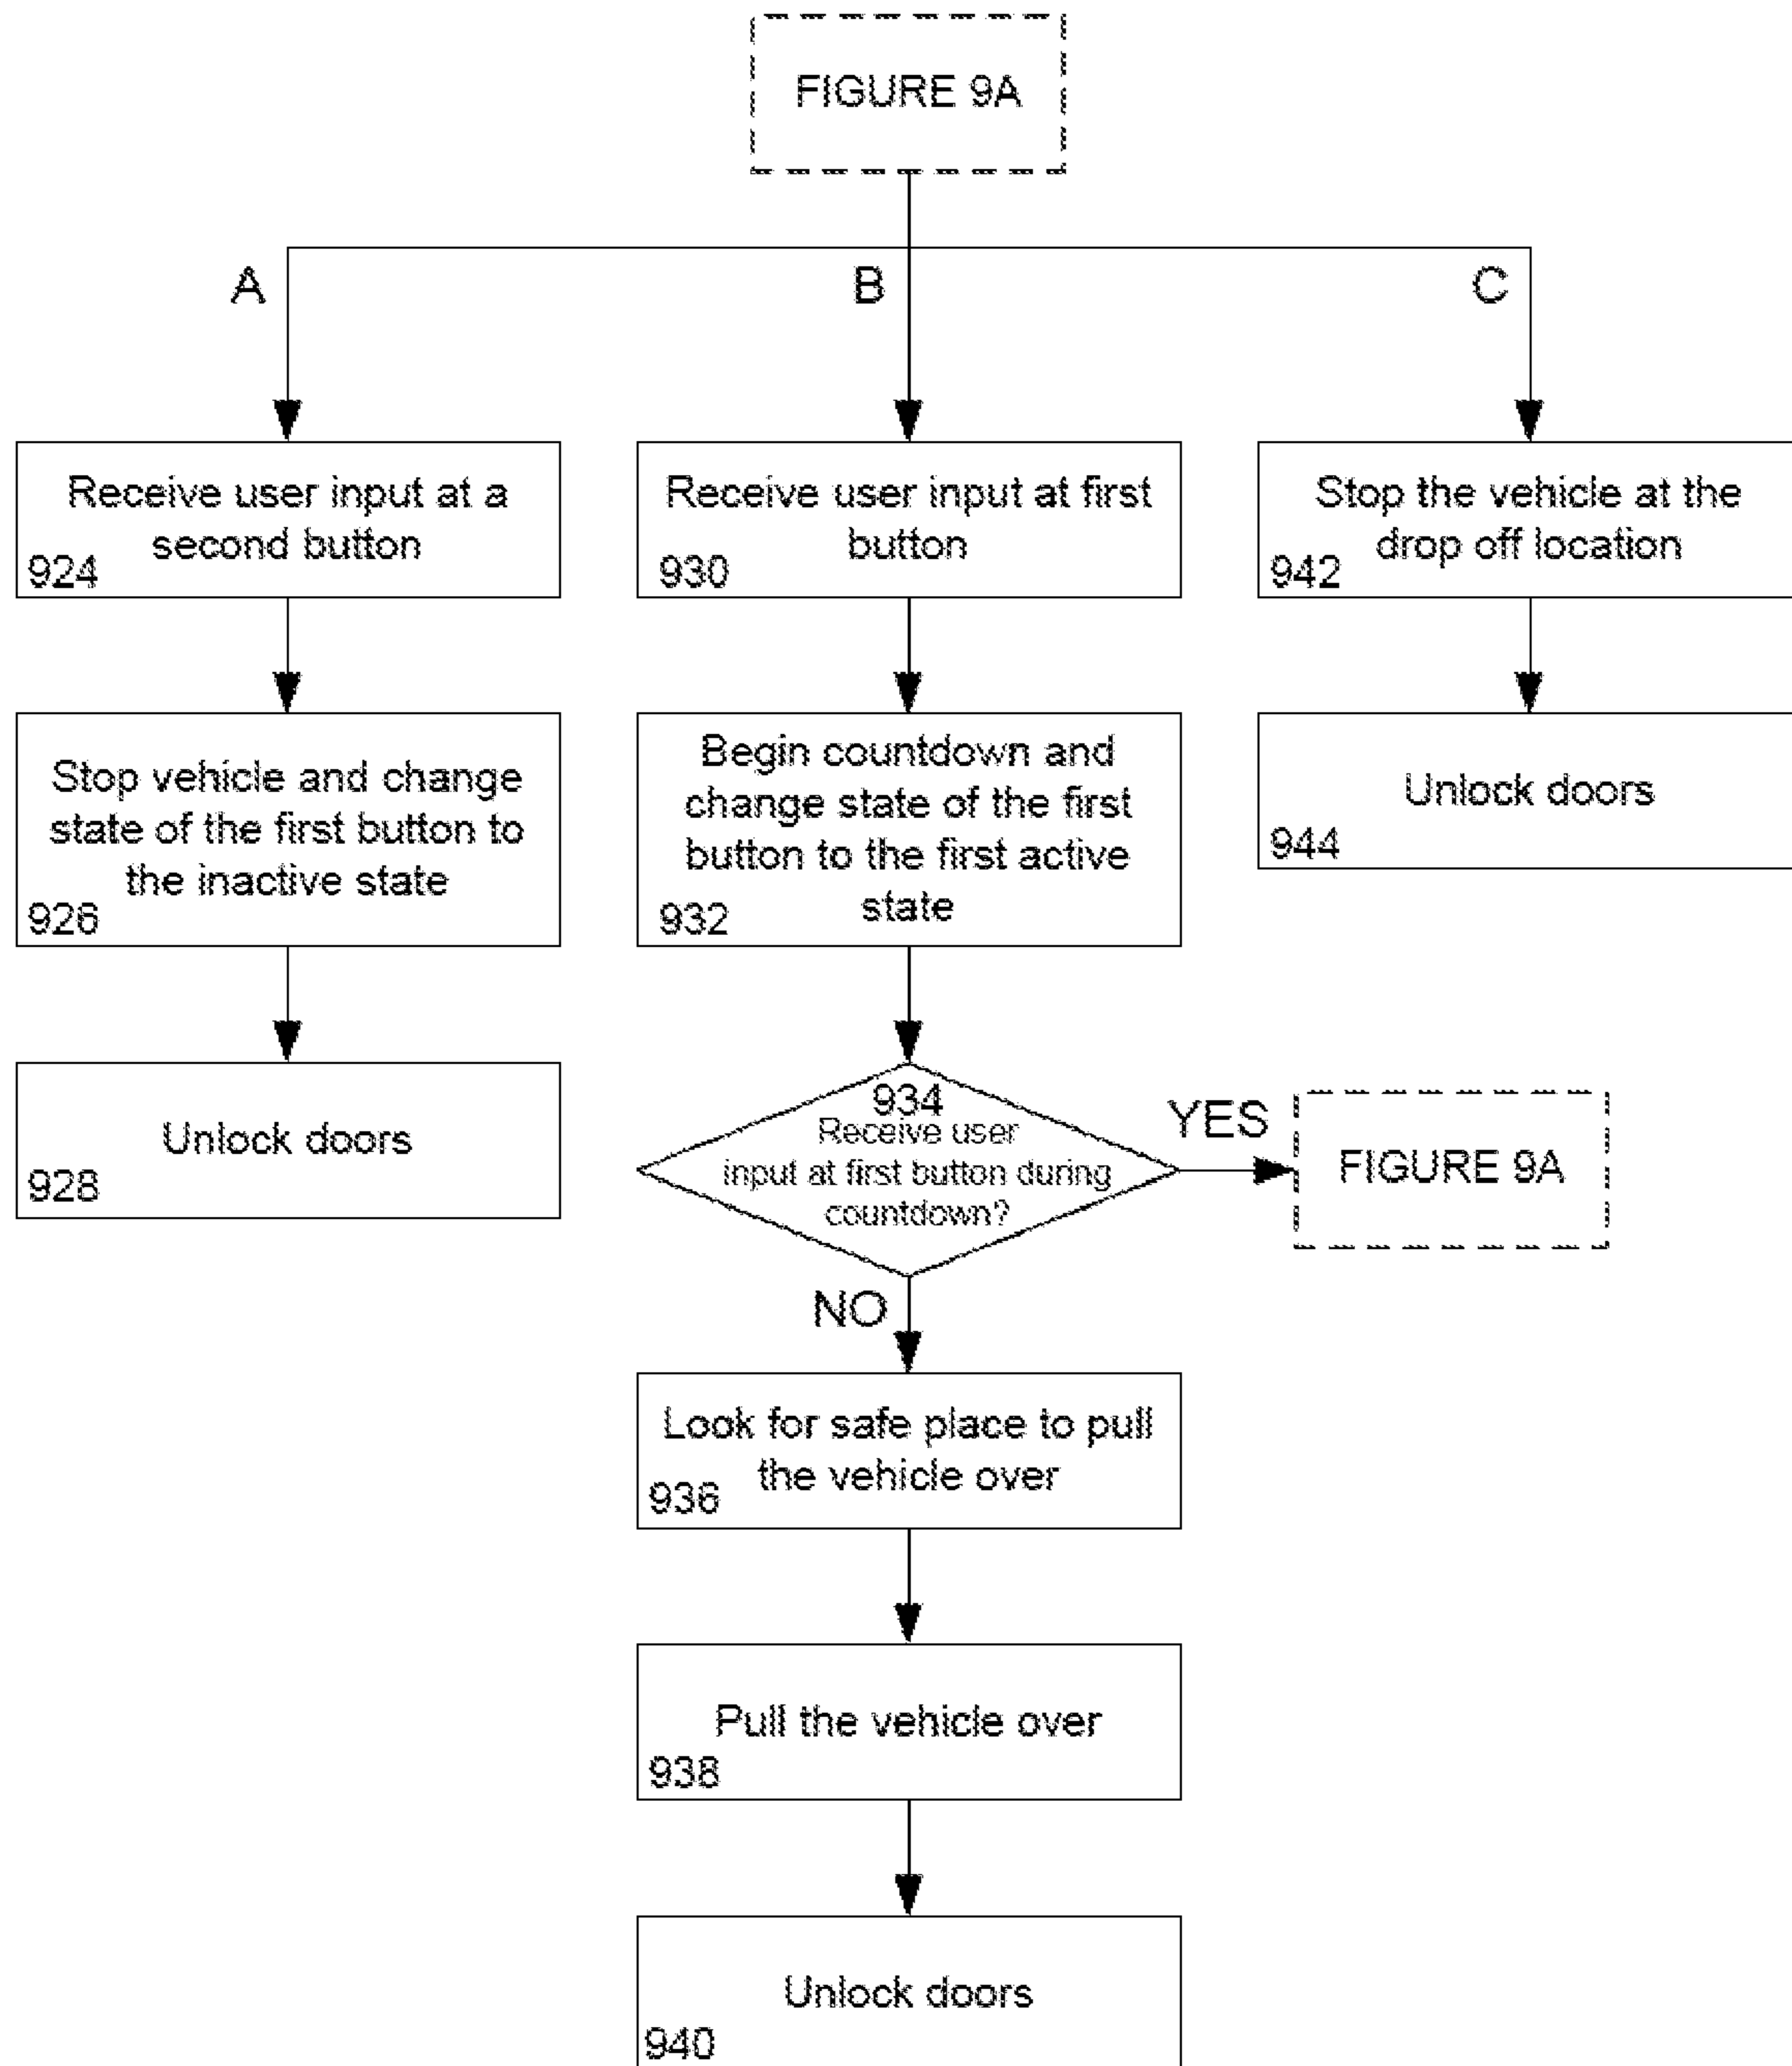 FIGURE 9A
A
B
C
Receive user input at a
second button
924
Receive user input at first
button
930
Stop the vehicle at the
drop off location
942
Stop vehicle and change
state of the first button to
the inactive state
926
Begin countdown and
change state of the first
button to the first active
state
932
Unlock doors
944
Unlock doors
928
934
Receive user
input at first button during
countdown?
YES
FIGURE 9A
NO
Look for safe place to pull
the vehicle over
936
Pull the vehicle over
938
Unlock doors
940